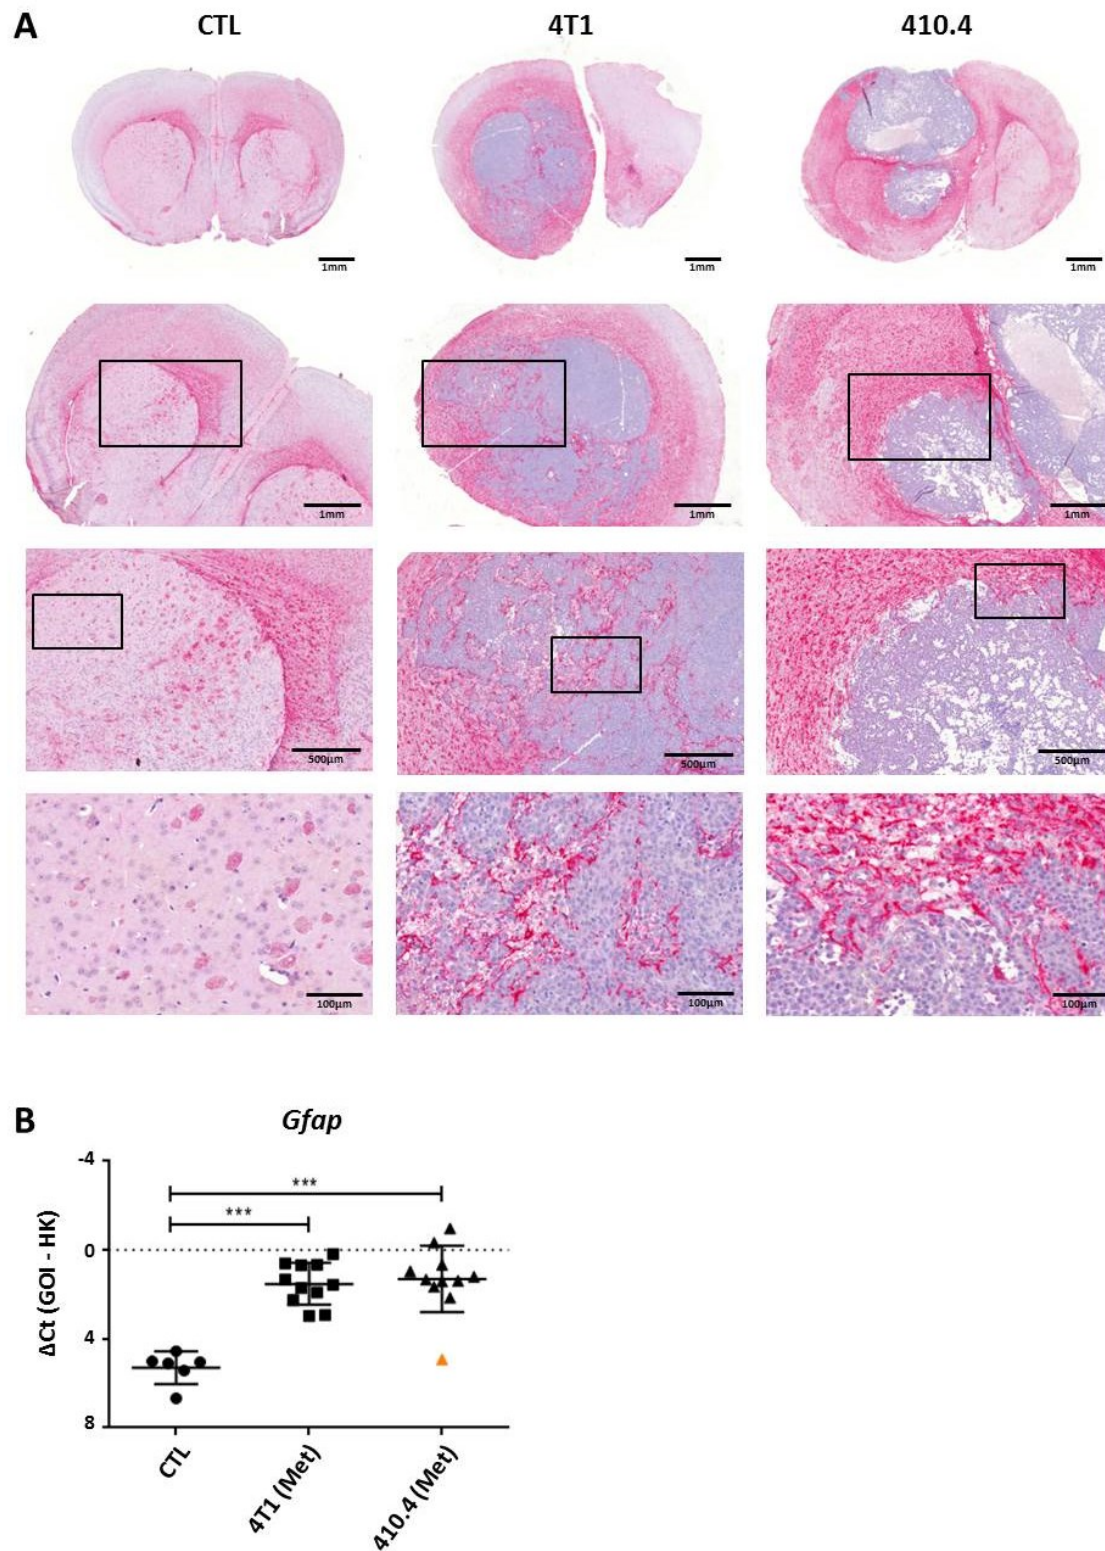 A
CTL
4T1
410.4
1mm
1mm
1mm
1mm
1mm
1mm
500µm
500µm
500µm
100µm
100µm
100µm
B
Gfap
ΔCt (GOI - HK)
-4
0
4
8
***
***
CTL
4T1 (Met)
410.4 (Met)